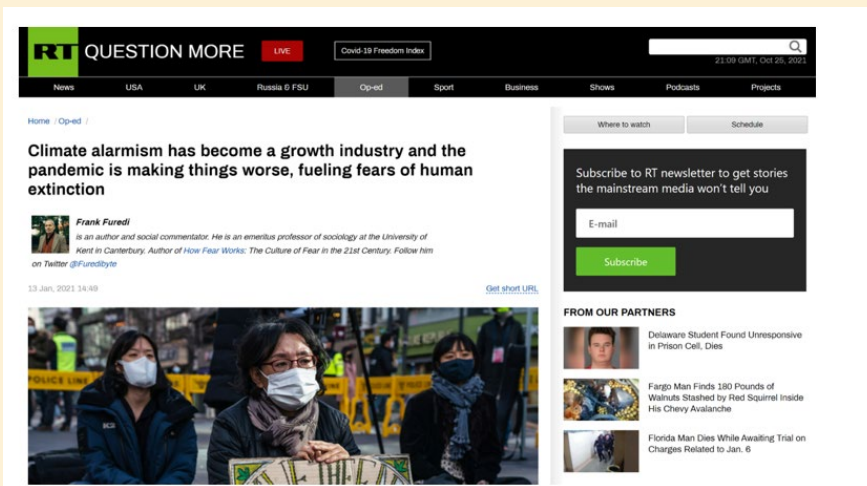 RT QUESTION MORE LIVE Covid-19 Freedom Index
21:09 GMT, Oct 25, 2021
News USA UK Russia & FSU Op-ed Sport Business Shows Podcasts Projects
Home / Op-ed /
Climate alarmism has become a growth industry and the
pandemic is making things worse, fueling fears of human
extinction
Frank Furedi
is an author and social commentator. He is an emeritus professor of sociology at the University of
Kent in Canterbury. Author of How Fear Works: The Culture of Fear in the 21st Century. Follow him
on Twitter @Furedibyte
13 Jan, 2021 14:49
Get short URL
POLICE LINE
Where to watch
Schedule
Subscribe to RT newsletter to get stories
the mainstream media won't tell you
E-mail
Subscribe
FROM OUR PARTNERS
Delaware Student Found Unresponsive
in Prison Cell, Dies
Fargo Man Finds 180 Pounds of
Walnuts Stashed by Red Squirrel Inside
His Chevy Avalanche
Florida Man Dies While Awaiting Trial on
Charges Related to Jan. 6